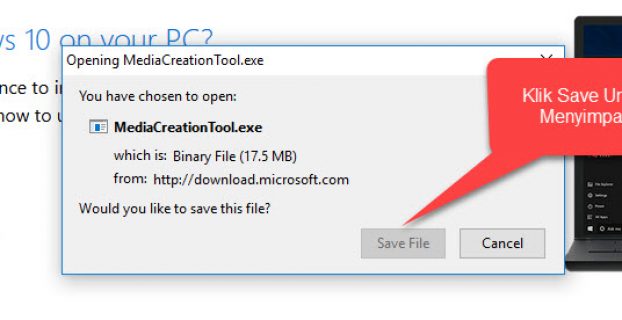 s 10 on your PC?
Opening MediaCreationTool.exe
nce to i
You have chosen to open:
now to u
MediaCreationTool.exe
which is: Binary File (17.5 MB)
from: http://download.microsoft.com
Would you like to save this file?
Save File
Cancel
Klik Save Un
Menyimpa